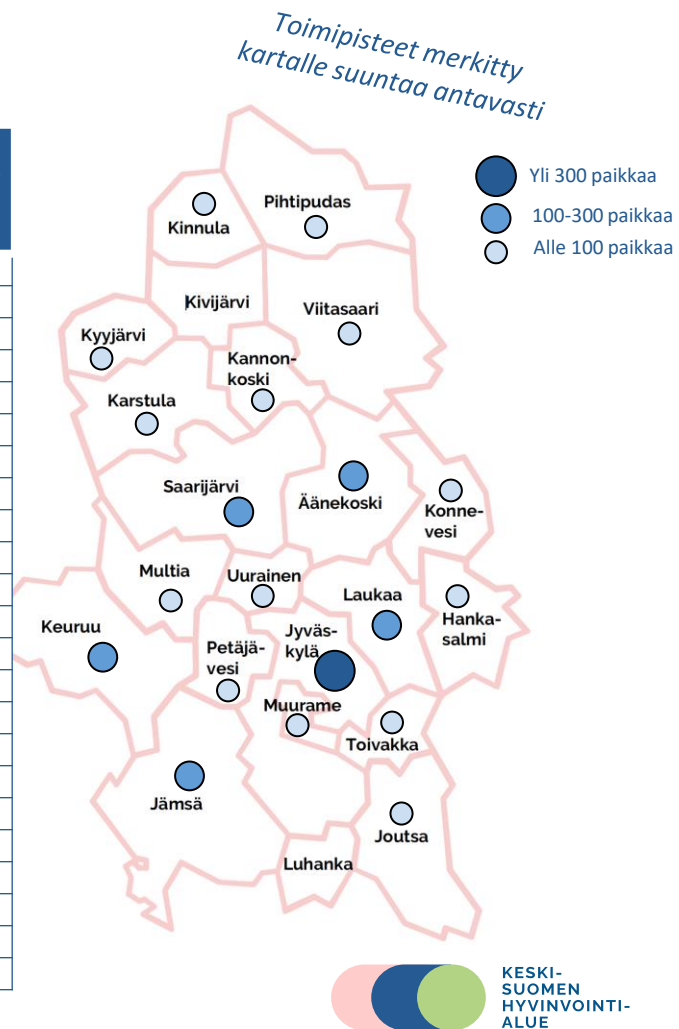 Toimipisteet merkitty
kartalle suuntaa antavasti
Yli 300 paikkaa
100-300 paikkaa
Alle 100 paikkaa
Kinnula
Pihtipudas
Kivijärvi
Viitasaari
Kyyjärvi
Kannon-
koski
Karstula
Saarijärvi
Äänekoski
Konne-
vesi
Multia
Uurainen
Laukaa
Hanka-
salmi
Keuruu
Petäjä-
vesi
Jyväs-
kylä
Muurame
Toivakka
Jämsä
Joutsa
Luhanka
KESKI-
SUOMEN
HYVINVOINTI-
ALUE